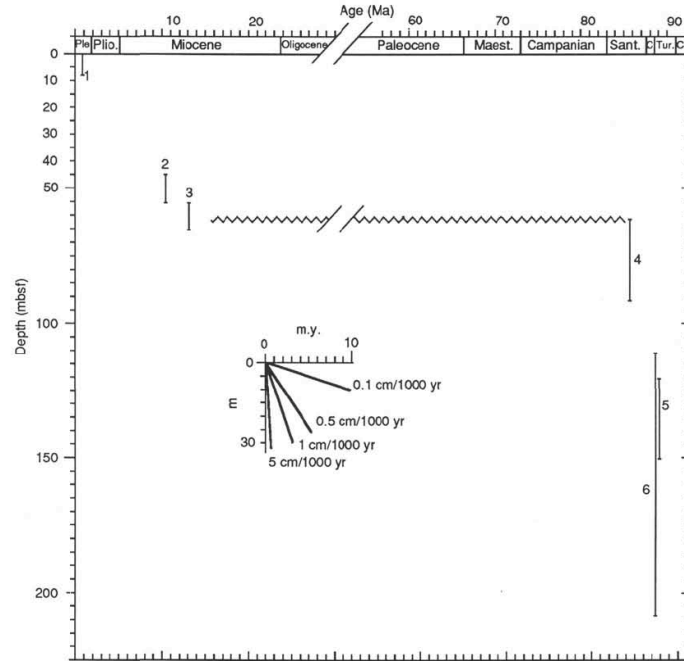 Age (Ma)
10 20 60 70 80 90
Ple Plio. Miocene Oligocene Paleocene Maest. Campanian Sant. C Tur. C
0
10
20
30
40
50
100
150
200
Depth (mbsf)
1
2
3
4
5
6
m.y.
0 10
0
m
30
0.1 cm/1000 yr
0.5 cm/1000 yr
1 cm/1000 yr
5 cm/1000 yr